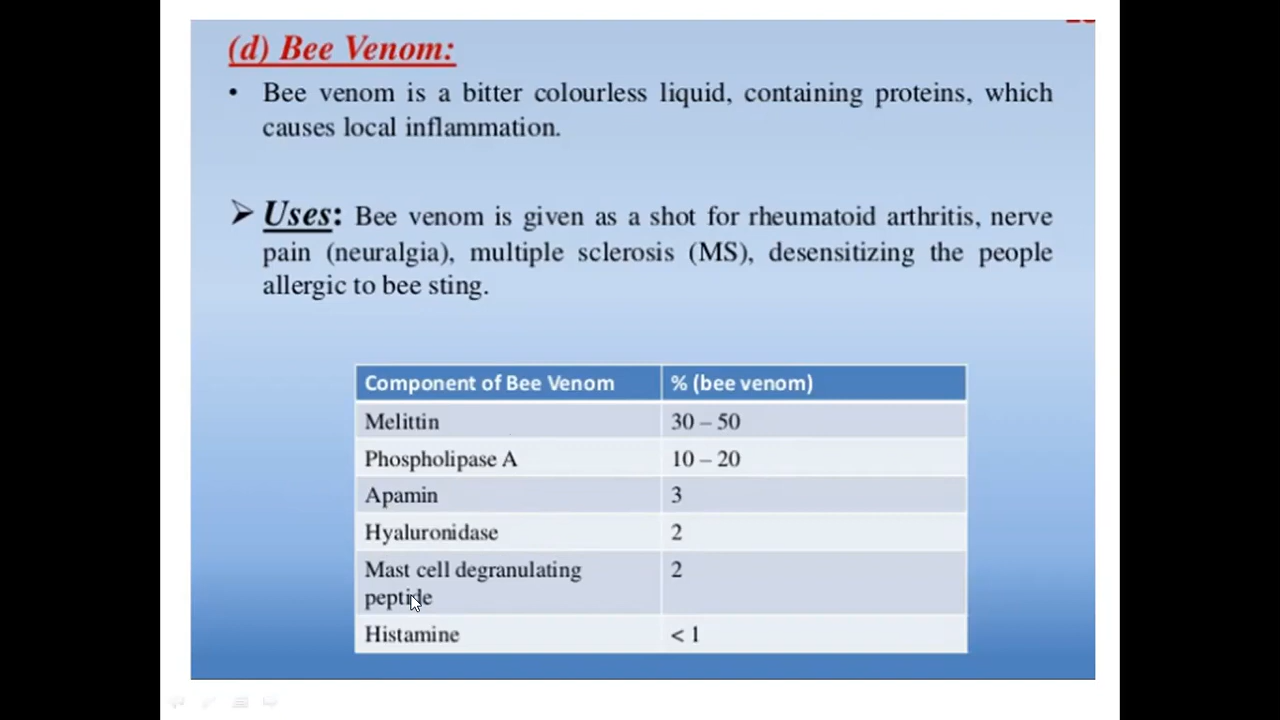 (d) Bee Venom:
• Bee venom is a bitter colourless liquid, containing proteins, which
causes local inflammation.
➢ Uses: Bee venom is given as a shot for rheumatoid arthritis, nerve
pain (neuralgia), multiple sclerosis (MS), desensitizing the people
allergic to bee sting.
Component of Bee Venom % (bee venom)
Melittin 30 – 50
Phospholipase A 10 – 20
Apamin 3
Hyaluronidase 2
Mast cell degranulating 2
peptide
Histamine < 1